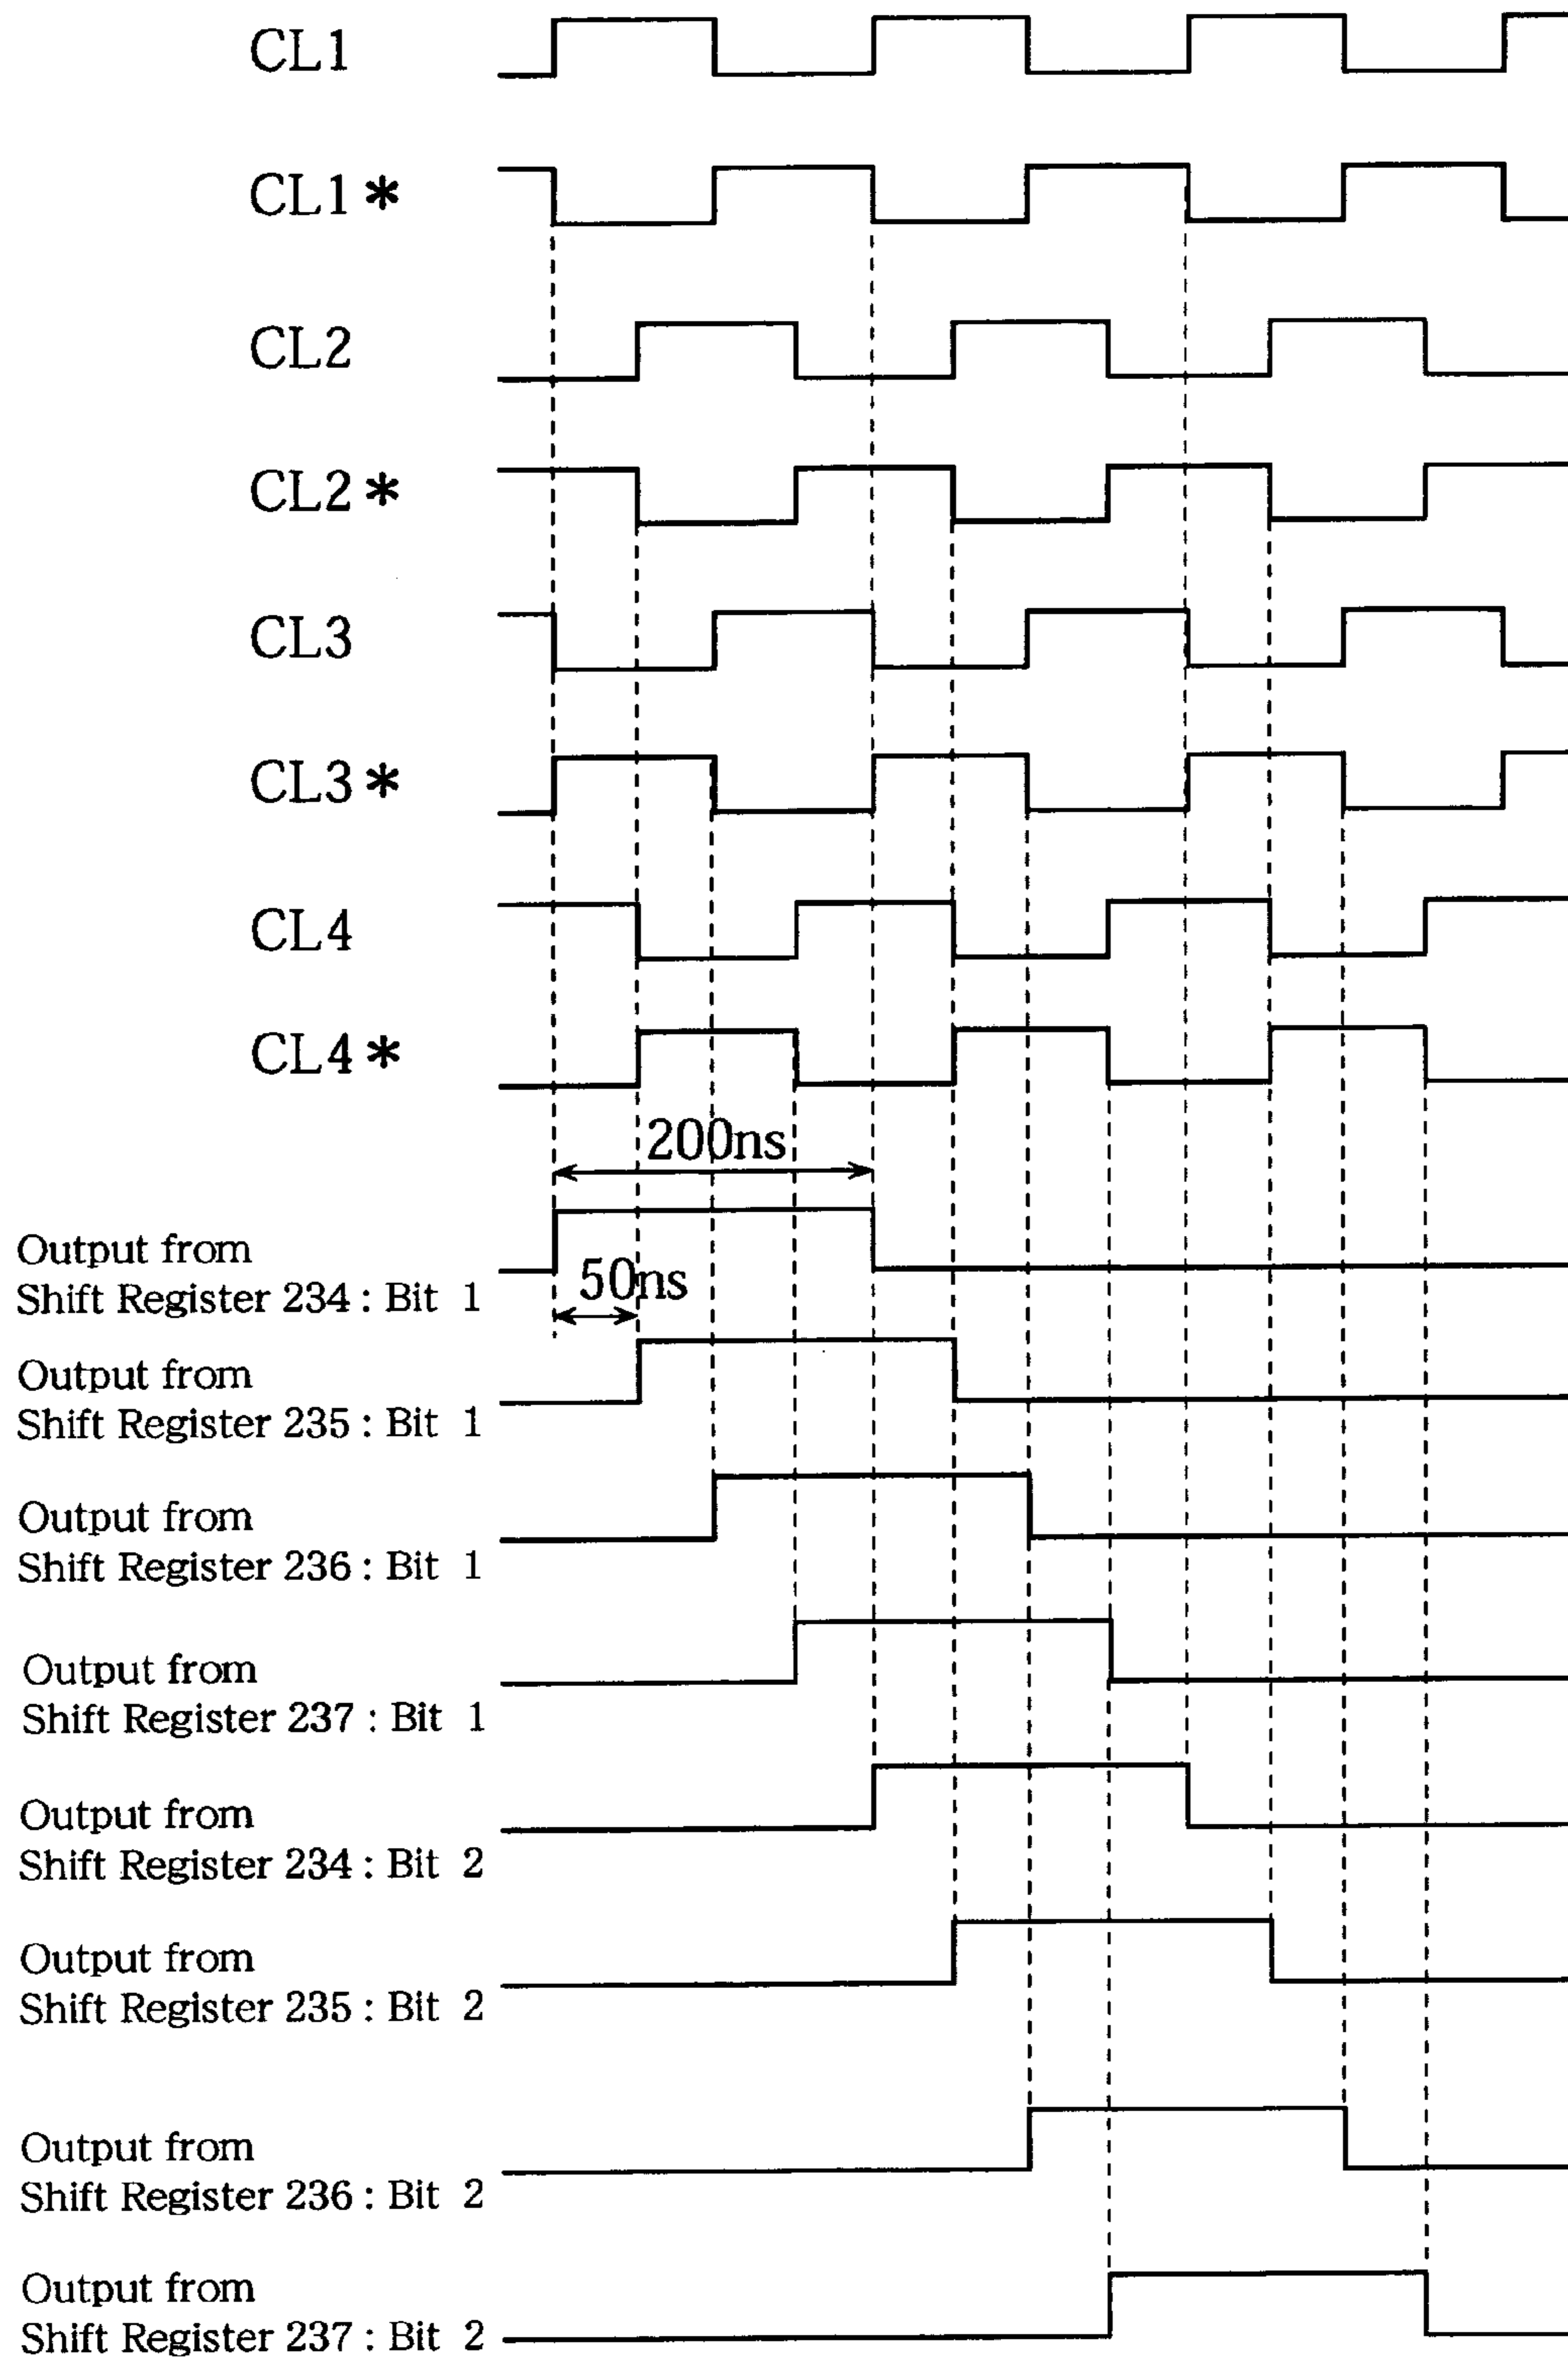 CL1
CL1*
CL2
CL2*
CL3
CL3*
CL4
CL4*
200ns
Output from
Shift Register 234 : Bit 1
50ns
Output from
Shift Register 235 : Bit 1
Output from
Shift Register 236 : Bit 1
Output from
Shift Register 237 : Bit 1
Output from
Shift Register 234 : Bit 2
Output from
Shift Register 235 : Bit 2
Output from
Shift Register 236 : Bit 2
Output from
Shift Register 237 : Bit 2